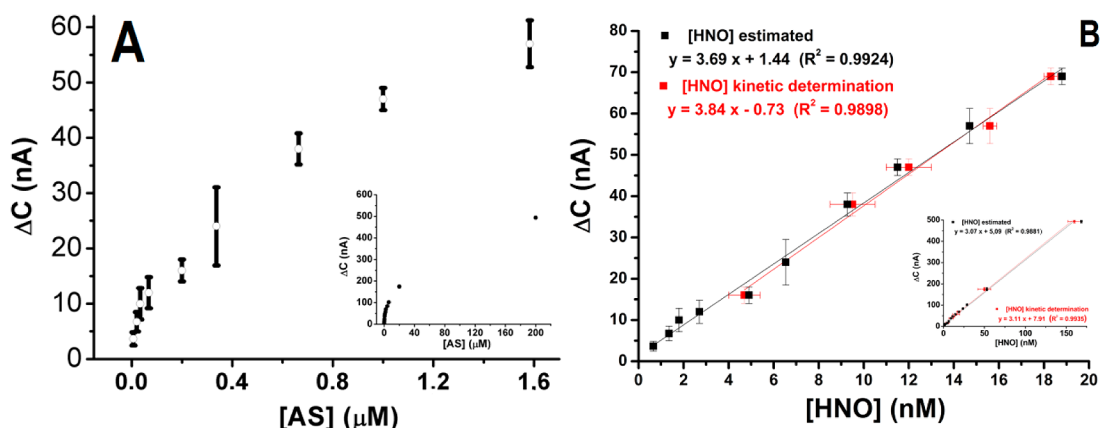 A
ΔC (nA)
60
50
40
30
20
10
0
0.0 0.4 0.8 1.2 1.6
[AS] (μM)
ΔC (nA)
500
400
300
200
100
0
0 40 80 120 160 200
[AS] (μM)
B
ΔC (nA)
80
70
60
50
40
30
20
10
0
[HNO] estimated
y = 3.69 x + 1.44 (R² = 0.9924)
[HNO] kinetic determination
y = 3.84 x - 0.73 (R² = 0.9898)
0 2 4 6 8 10 12 14 16 18 20
[HNO] (nM)
ΔC (nA)
500
400
300
200
100
0
[HNO] estimated
y = 3.07 x + 5,09 (R² = 0.9881)
[HNO] kinetic determination
y = 3.11 x + 7.91 (R² = 0.9935)
0 50 100 150
[HNO] (nM)